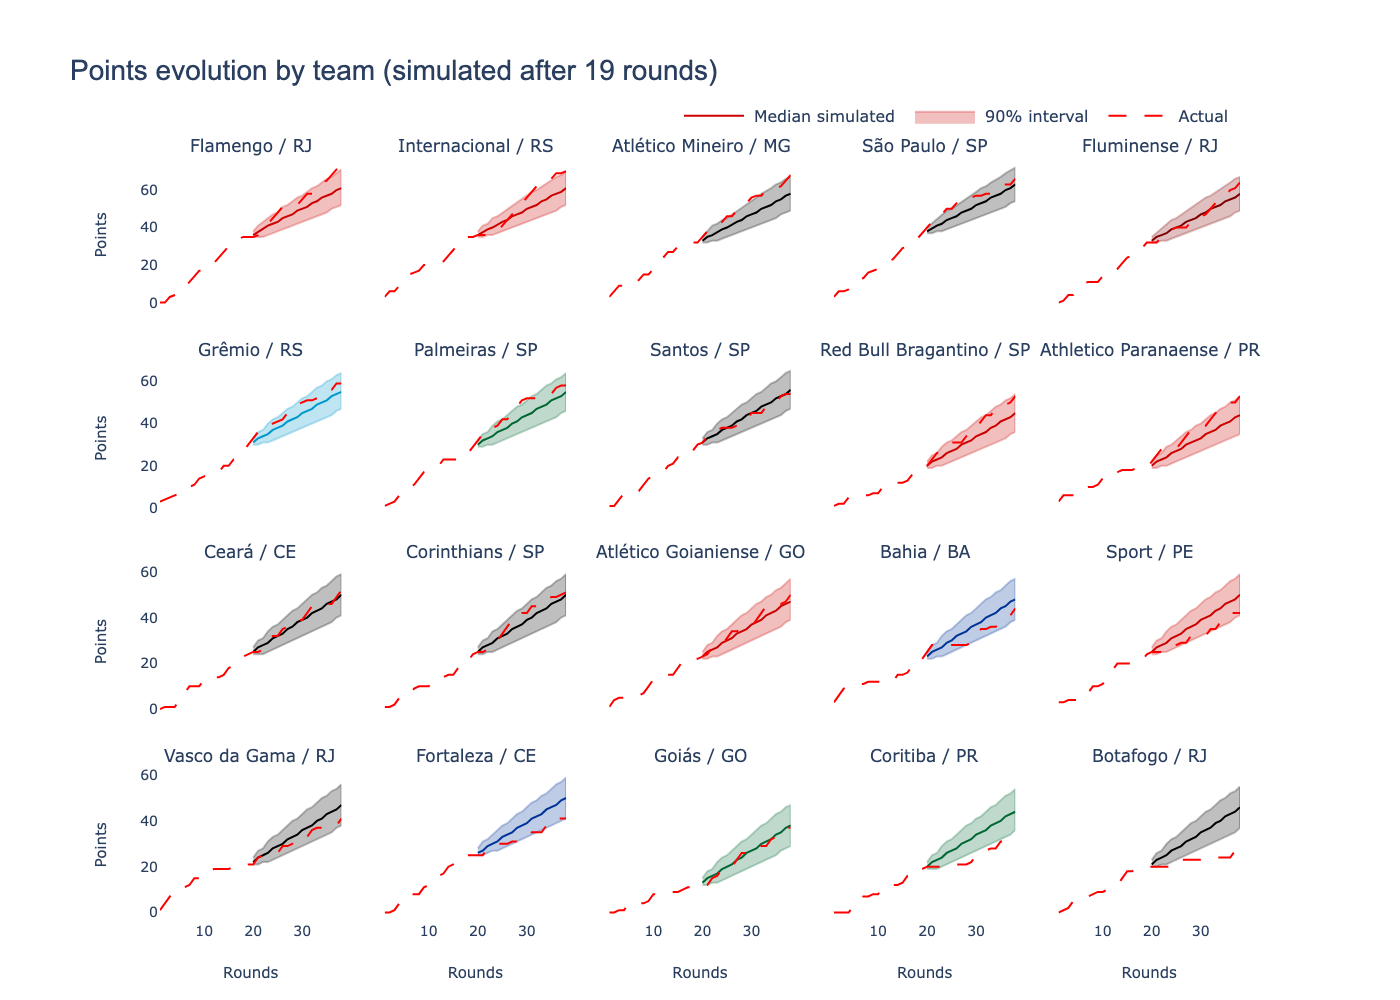 Points evolution by team (simulated after 19 rounds)
Median simulated 90% interval Actual
Flamengo / RJ Internacional / RS Atlético Mineiro / MG São Paulo / SP Fluminense / RJ
60
40
20
0
Points
Grêmio / RS Palmeiras / SP Santos / SP Red Bull Bragantino / SP Athletico Paranaense / PR
60
40
20
0
Points
Ceará / CE Corinthians / SP Atlético Goianiense / GO Bahia / BA Sport / PE
60
40
20
0
Points
Vasco da Gama / RJ Fortaleza / CE Goiás / GO Coritiba / PR Botafogo / RJ
60
40
20
0
Points
10 20 30 10 20 30 10 20 30 10 20 30 10 20 30
Rounds Rounds Rounds Rounds Rounds